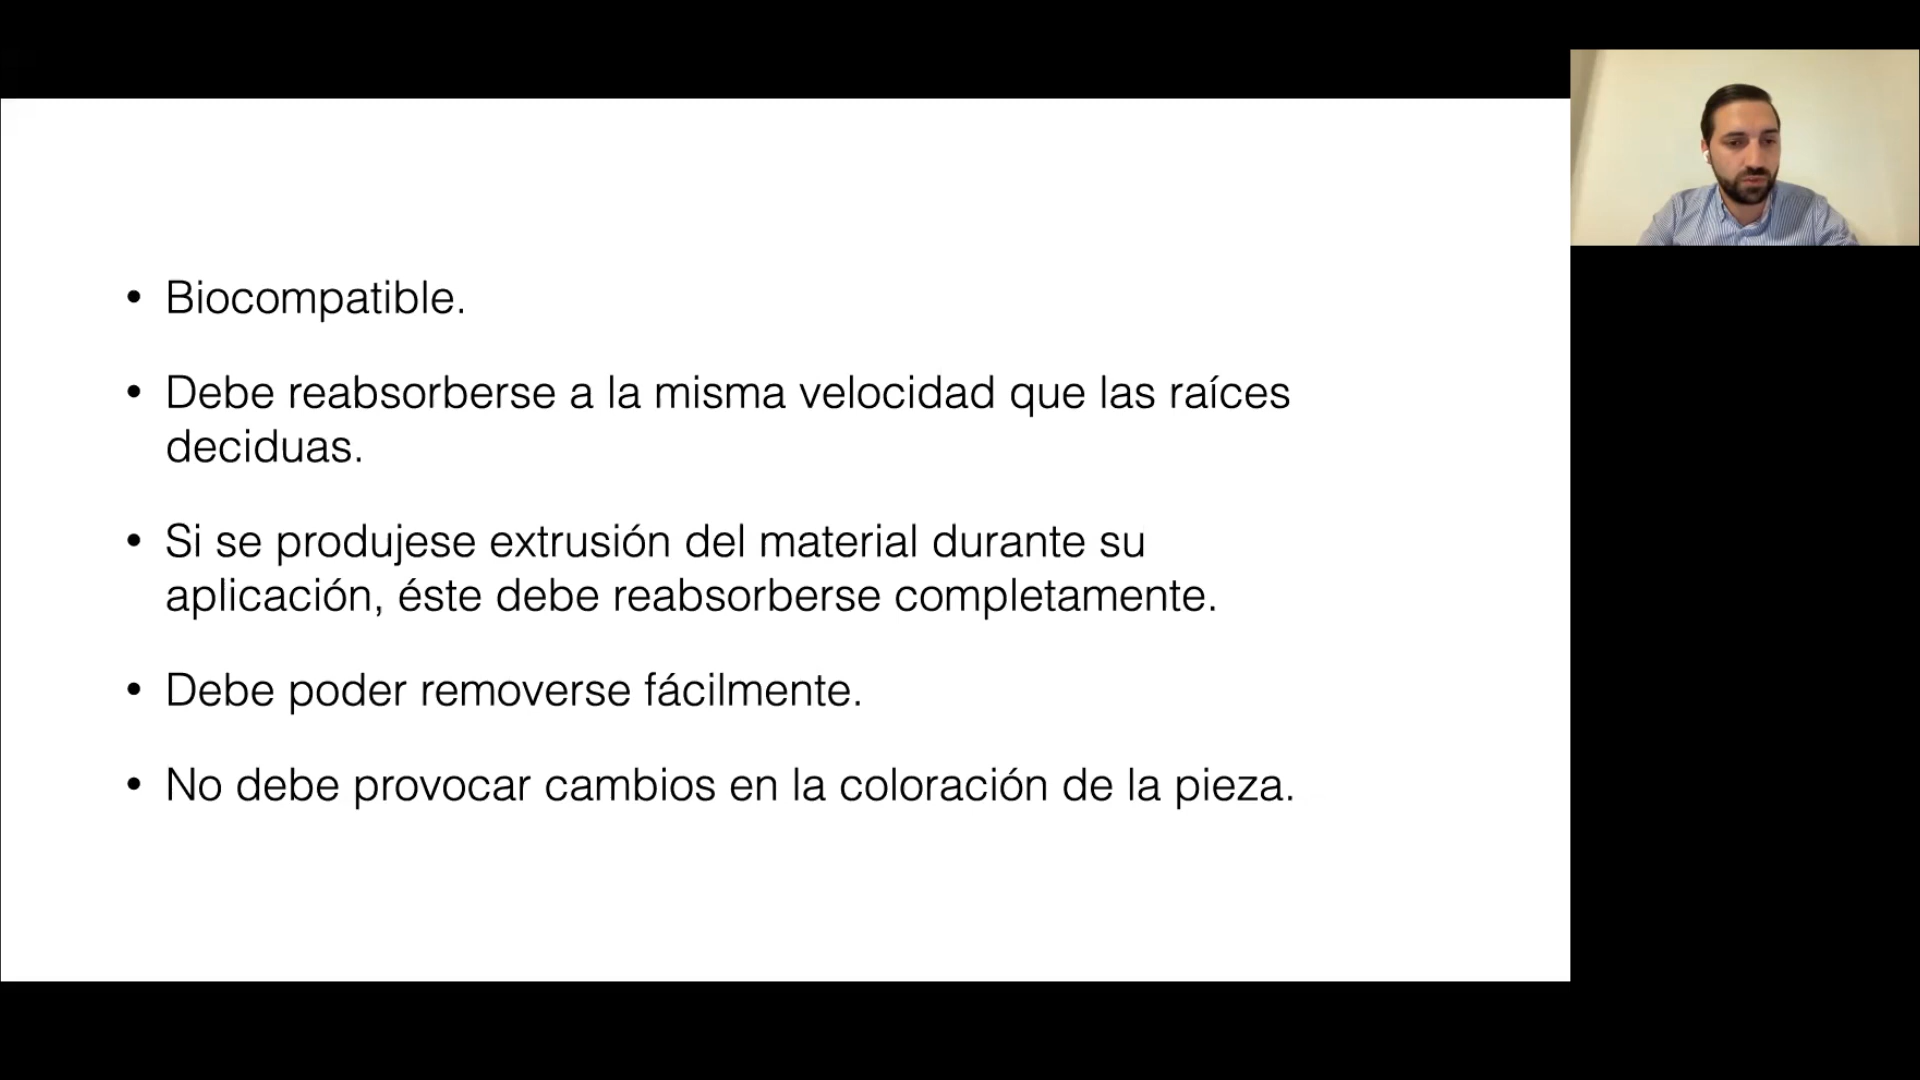 • Biocompatible.
• Debe reabsorberse a la misma velocidad que las raíces
deciduas.
• Si se produjese extrusión del material durante su
aplicación, éste debe reabsorberse completamente.
• Debe poder removerse fácilmente.
• No debe provocar cambios en la coloración de la pieza.